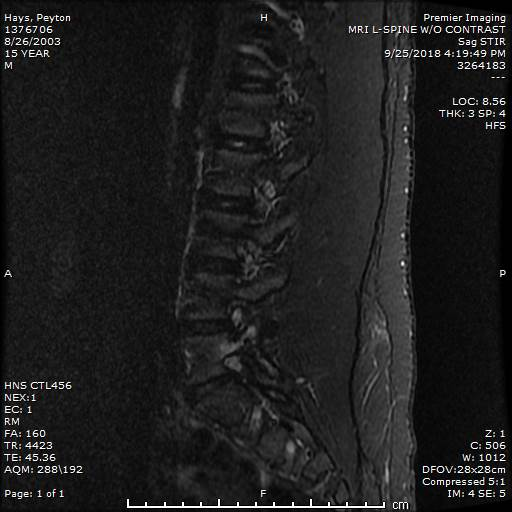 Hays, Peyton
1376706
8/26/2003
15 YEAR
M
H
Premier Imaging
MRI L-SPINE W/O CONTRAST
Sag STIR
9/25/2018 4:19:49 PM
3264183
---
LOC: 8.56
THK: 3 SP: 4
HFS
A
P
HNS CTL456
NEX:1
EC: 1
RM
FA: 160
TR: 4423
TE: 45.36
AQM: 288\192
Page: 1 of 1
F
Z: 1
C: 506
W: 1012
DFOV:28x28cm
Compressed 5:1
IM: 4 SE: 5
cm